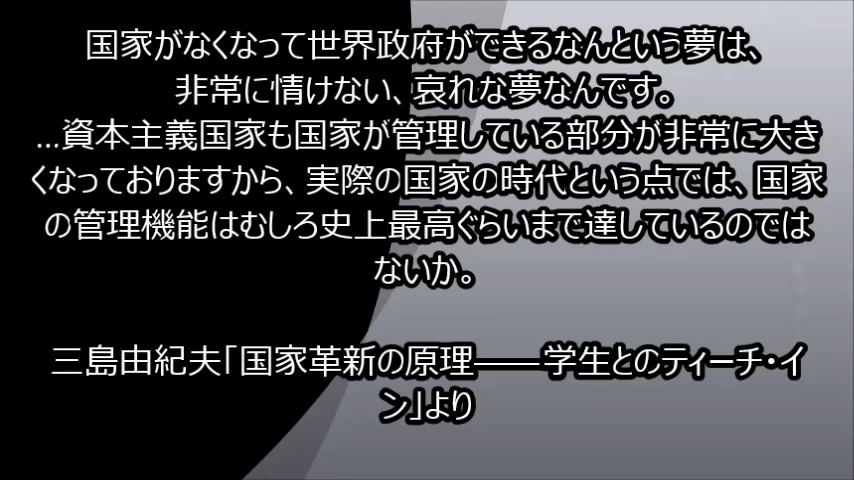 国家がなくなって世界政府ができるなんという夢は、
非常に情けない、哀れな夢なんです。
…資本主義国家も国家が管理している部分が非常に大き
くなっておりますから、実際の国家の時代という点では、国家
の管理機能はむしろ史上最高ぐらいまで達しているのでは
ないか。
三島由紀夫「国家革新の原理――学生とのティーチ・イ
ン」より